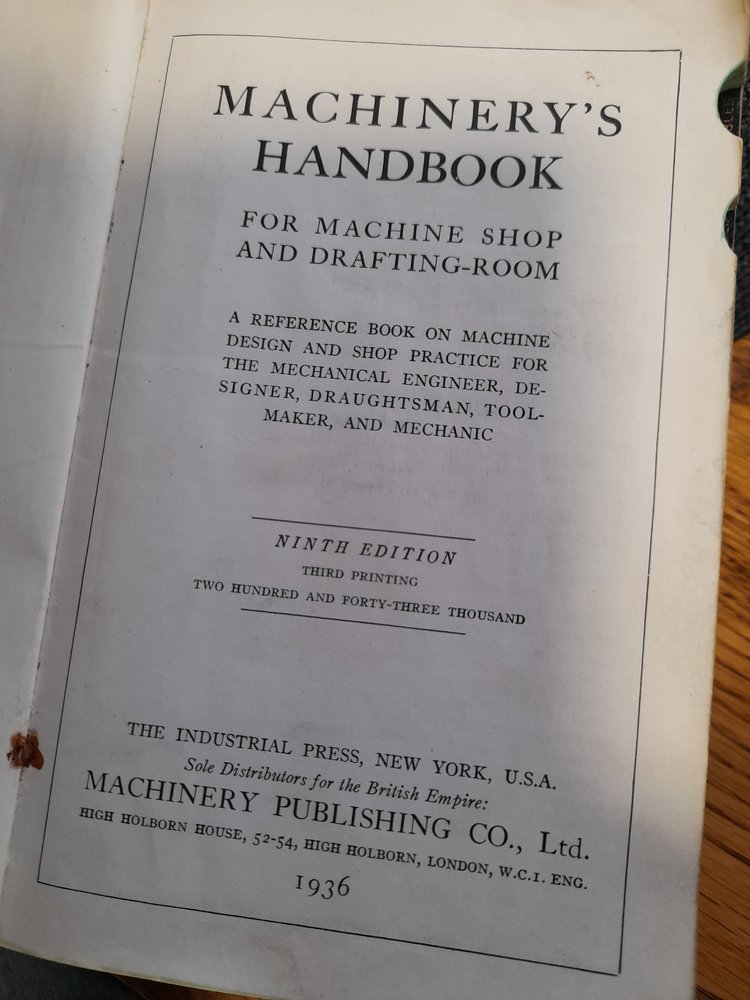 MACHINERY'S
HANDBOOK
FOR MACHINE SHOP
AND DRAFTING-ROOM
A REFERENCE BOOK ON MACHINE
DESIGN AND SHOP PRACTICE FOR
THE MECHANICAL ENGINEER, DE-
SIGNER, DRAUGHTSMAN, TOOL-
MAKER, AND MECHANIC
NINTH EDITION
THIRD PRINTING
TWO HUNDRED AND FORTY-THREE THOUSAND
THE INDUSTRIAL PRESS, NEW YORK, U.S.A.
Sole Distributors for the British Empire:
MACHINERY PUBLISHING CO., Ltd.
HIGH HOLBORN HOUSE, 52-54, HIGH HOLBORN, LONDON, W.C.1. ENG.
1936